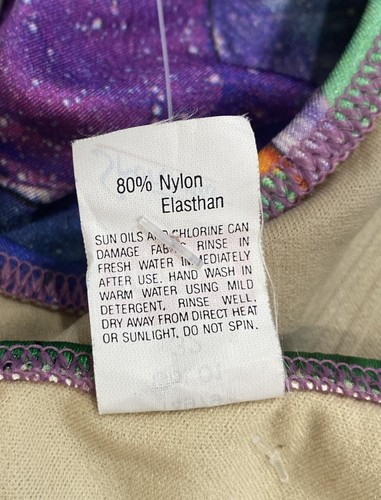 80% Nylon
Elasthan
SUN OILS AND CHLORINE CAN
DAMAGE FABRIC RINSE IN
FRESH WATER IMMEDIATELY
AFTER USE. HAND WASH IN
WARM WATER USING MILD
DETERGENT, RINSE WELL,
DRY AWAY FROM DIRECT HEAT
OR SUNLIGHT, DO NOT SPIN.